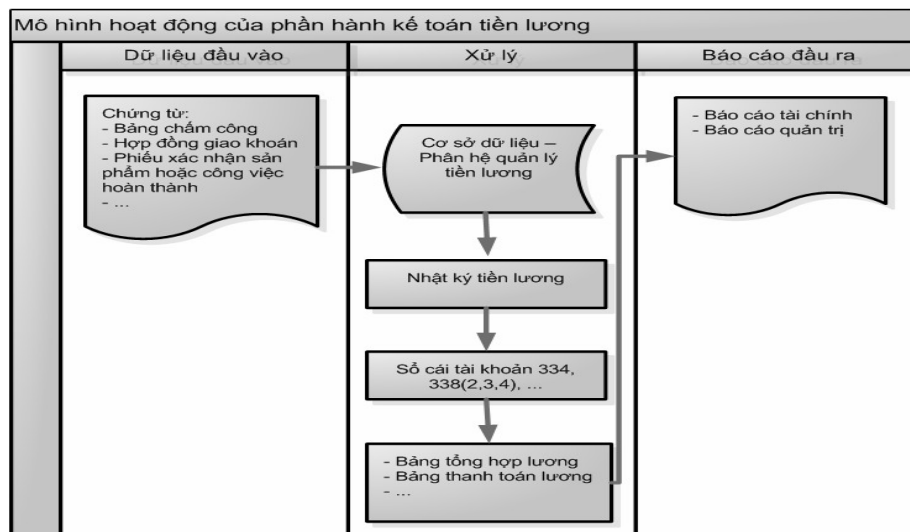 Mô hình hoạt động của phần hành kế toán tiền lương
Dữ liệu đầu vào
Xử lý
Báo cáo đầu ra
Chứng từ:
- Bảng chấm công
- Hợp đồng giao khoán
- Phiếu xác nhận sản
phẩm hoặc công việc
hoàn thành
- ...
Cơ sở dữ liệu –
Phân hệ quản lý
tiền lương
Nhật ký tiền lương
Sổ cái tài khoản 334,
338(2,3,4), ...
- Bảng tổng hợp lương
- Bảng thanh toán lương
- ...
- Báo cáo tài chính
- Báo cáo quản trị